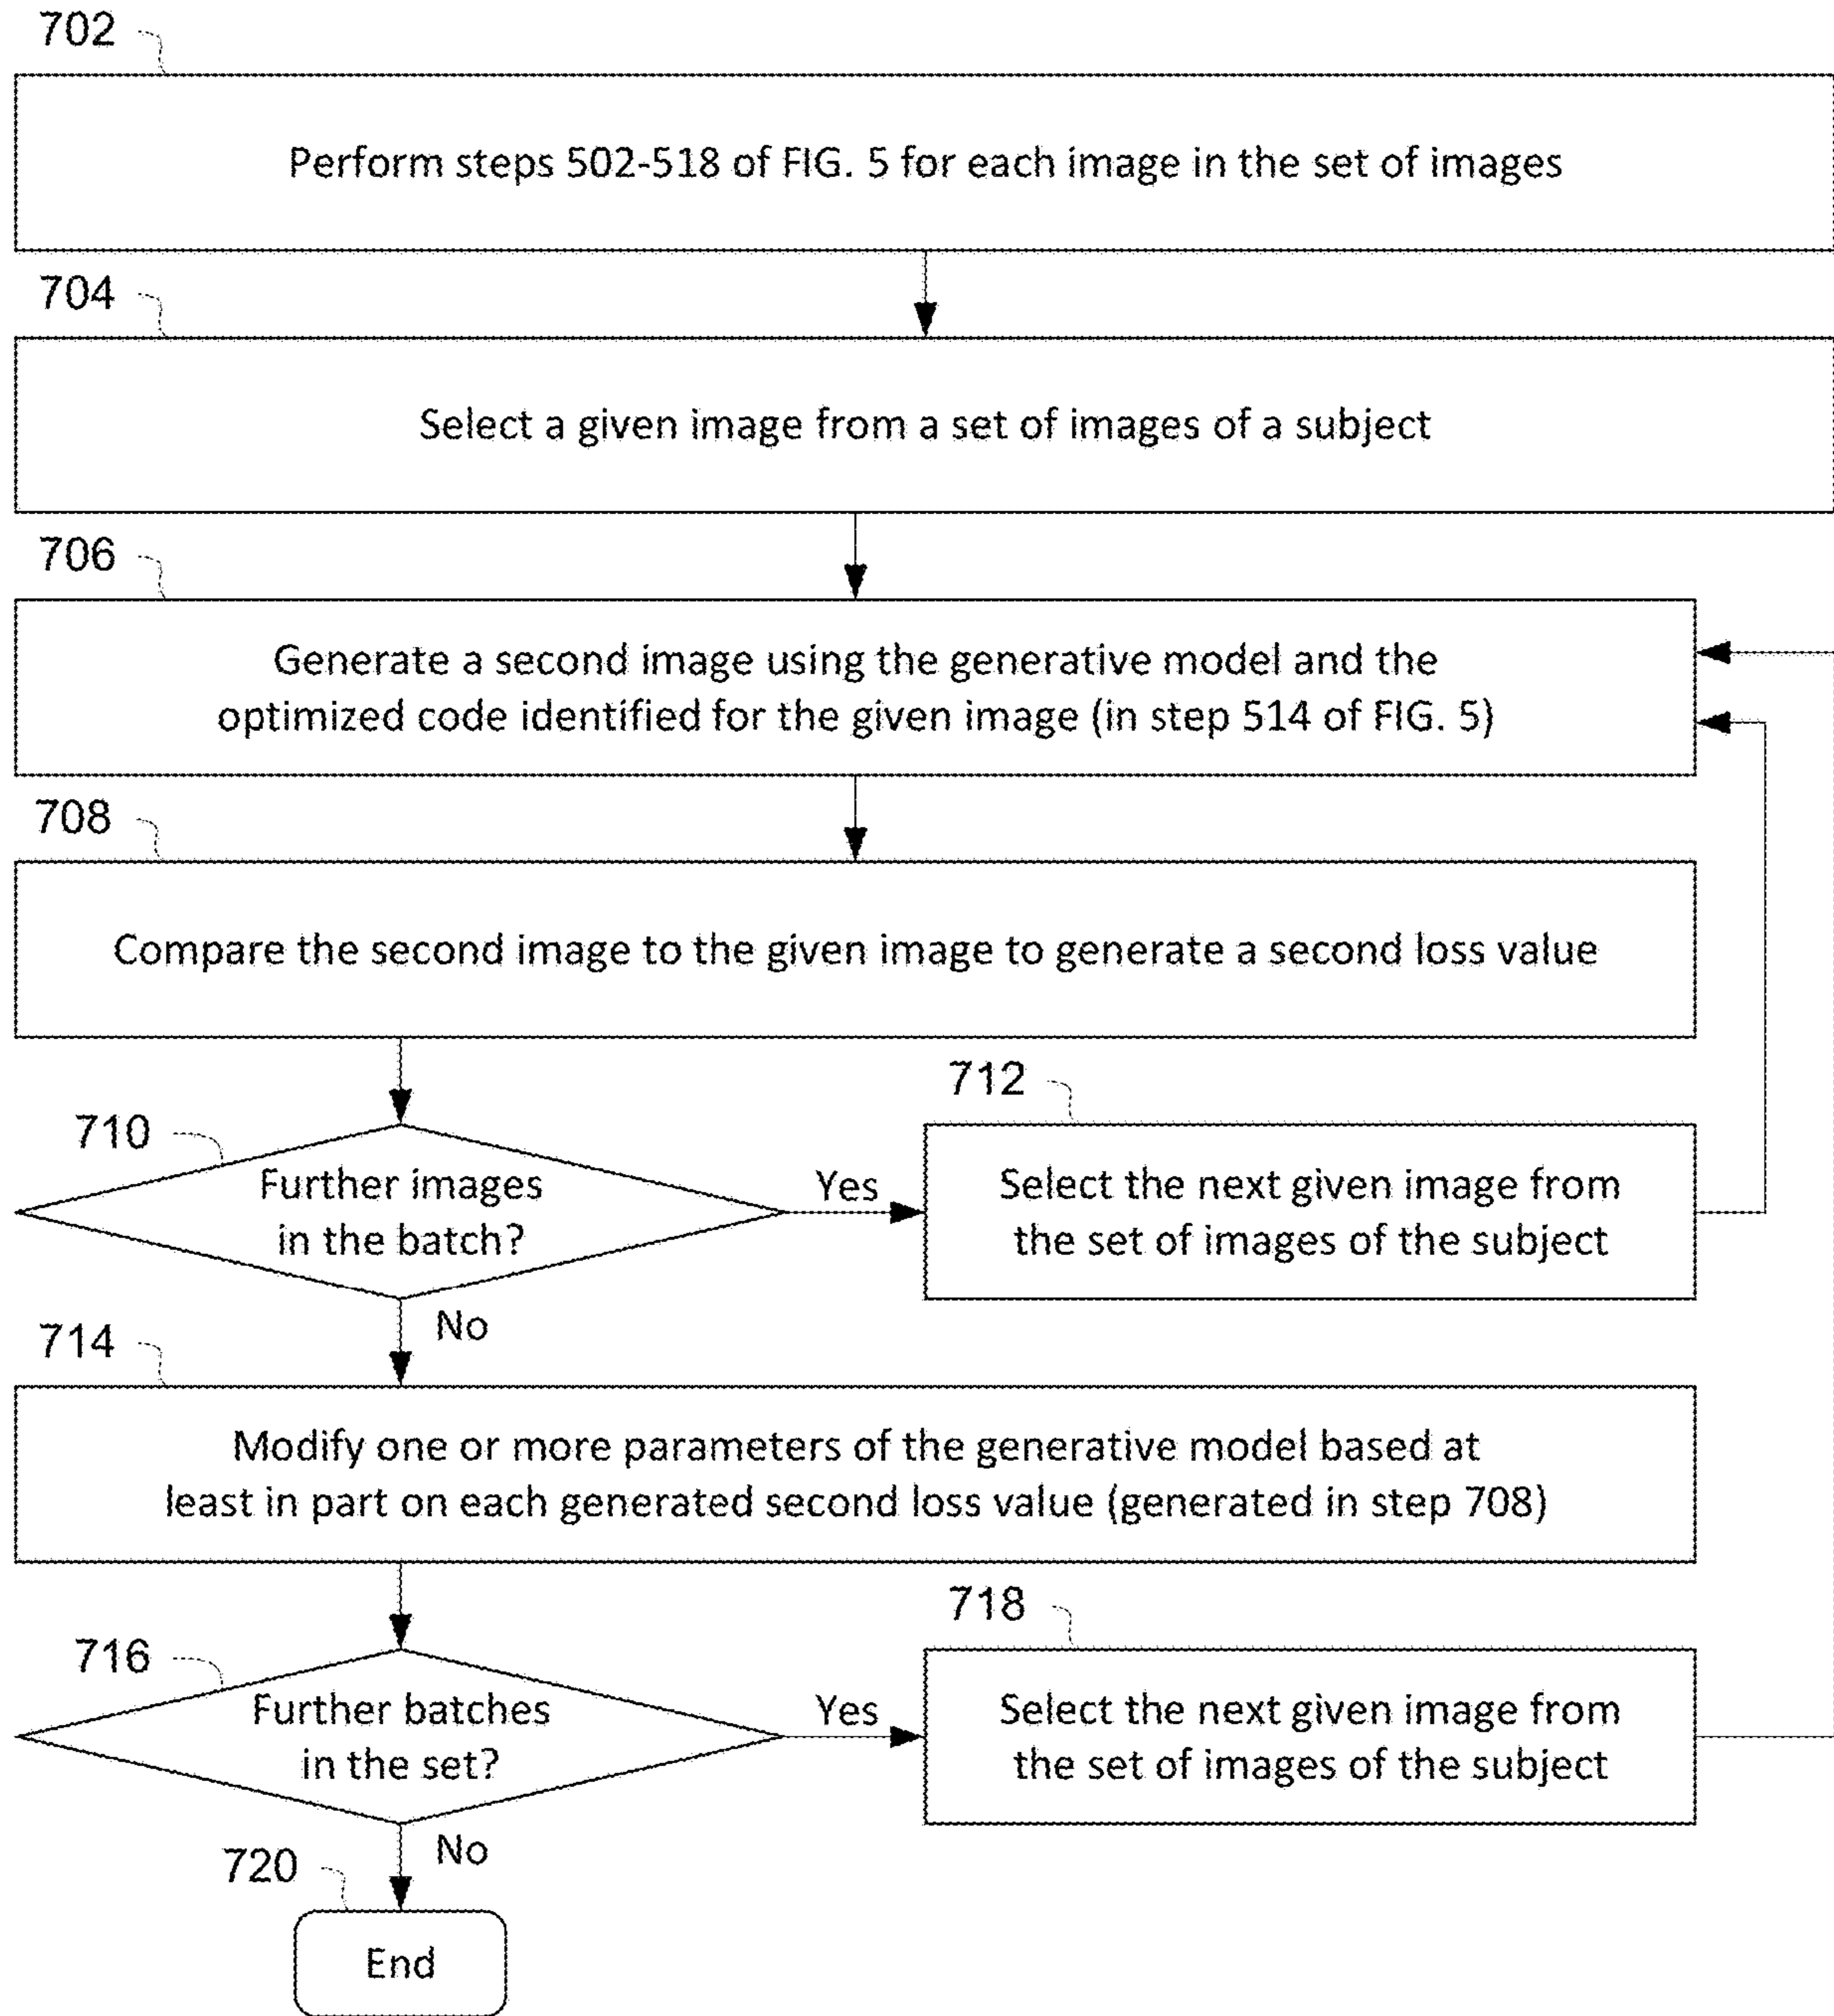 702
Perform steps 502-518 of FIG. 5 for each image in the set of images
704
Select a given image from a set of images of a subject
706
Generate a second image using the generative model and the
optimized code identified for the given image (in step 514 of FIG. 5)
708
Compare the second image to the given image to generate a second loss value
710
Further images
in the batch?
Yes
712
Select the next given image from
the set of images of the subject
No
714
Modify one or more parameters of the generative model based at
least in part on each generated second loss value (generated in step 708)
716
Further batches
in the set?
Yes
718
Select the next given image from
the set of images of the subject
No
720
End